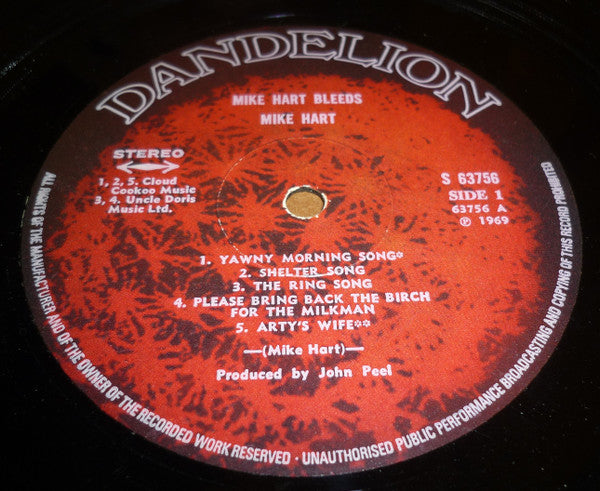 DANDELION
MIKE HART BLEEDS
MIKE HART
STEREO
1, 2, 5. Cloud
Cookoo Music
3, 4. Uncle Doris
Music Ltd.
S 63756
SIDE 1
63756 A
℗ 1969
1. YAWNY MORNING SONG*
2. SHELTER SONG
3. THE RING SONG
4. PLEASE BRING BACK THE BIRCH
FOR THE MILKMAN
5. ARTY'S WIFE**
—(Mike Hart)—
Produced by John Peel
ALL RIGHTS OF THE MANUFACTURER AND OF THE OWNER OF THE RECORDED WORK RESERVED · UNAUTHORISED PUBLIC PERFORMANCE BROADCASTING AND COPYING OF THIS RECORD PROHIBITED